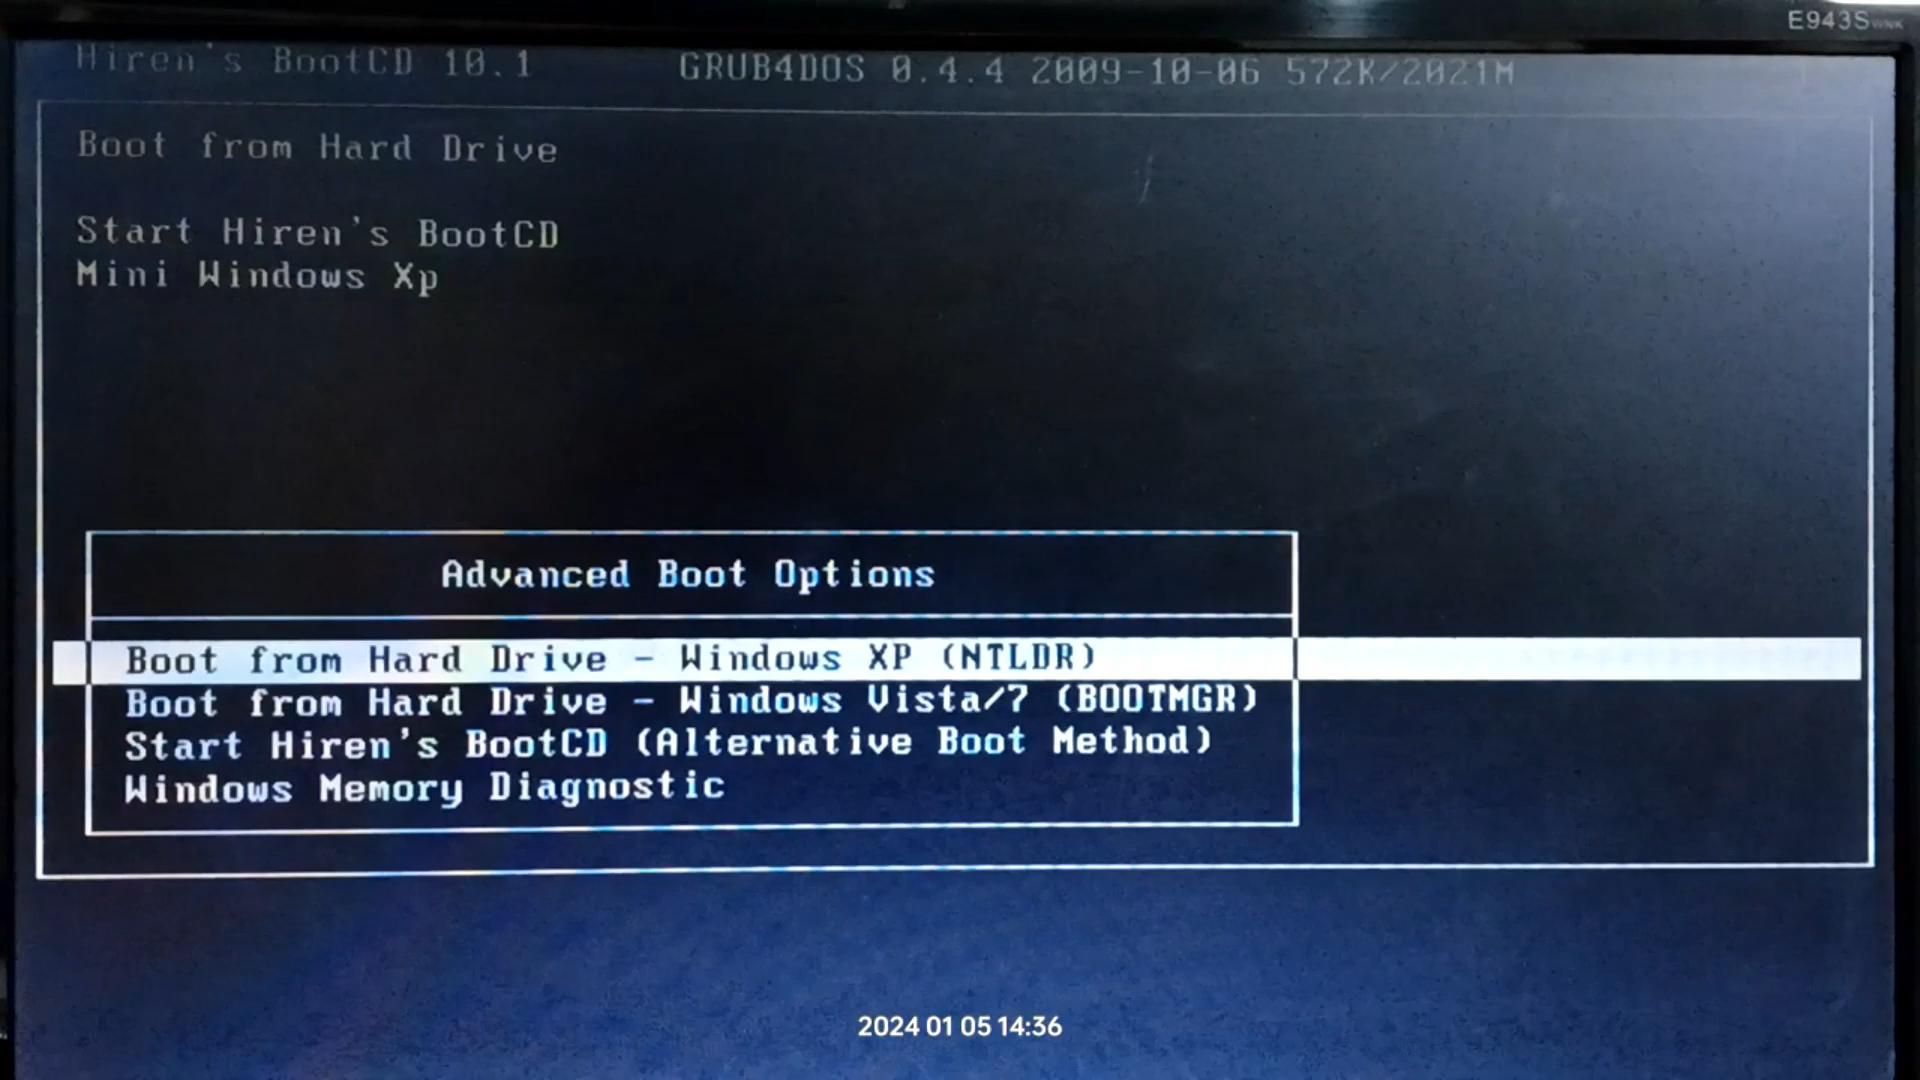 E943SWNK
Hiren's BootCD 10.1 GRUB4DOS 0.4.4 2009-10-06 572K/2021M
Boot from Hard Drive
Start Hiren's BootCD
Mini Windows Xp
Advanced Boot Options
Boot from Hard Drive - Windows XP (NTLDR)
Boot from Hard Drive - Windows Vista/7 (BOOTMGR)
Start Hiren's BootCD (Alternative Boot Method)
Windows Memory Diagnostic
2024 01 05 14:36